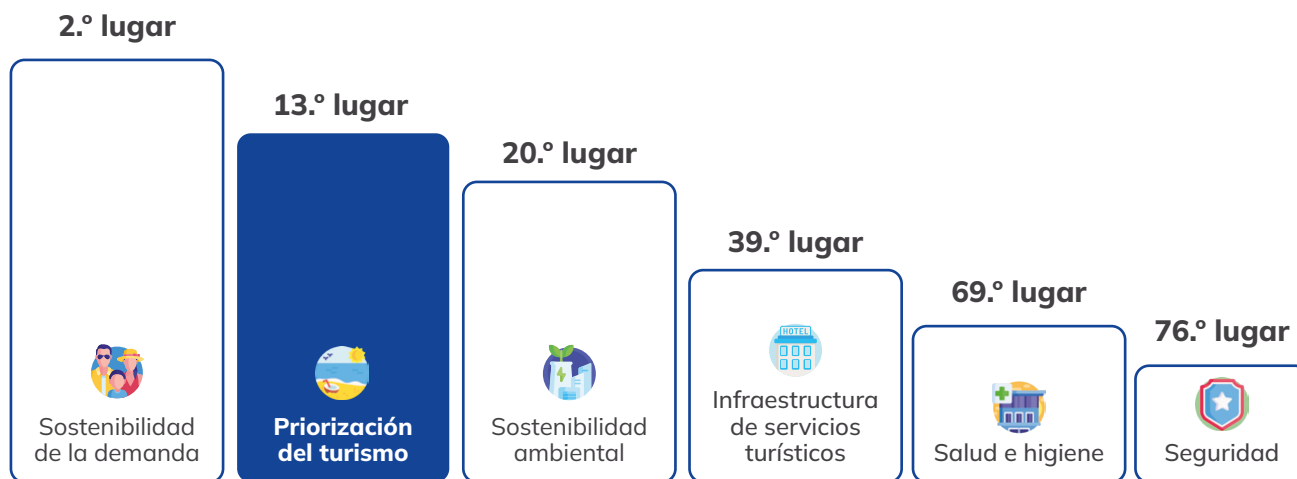 2.º lugar
Sostenibilidad
de la demanda
13.º lugar
Priorización
del turismo
20.º lugar
Sostenibilidad
ambiental
39.º lugar
HOTEL
Infraestructura
de servicios
turísticos
69.º lugar
Salud e higiene
76.º lugar
Seguridad